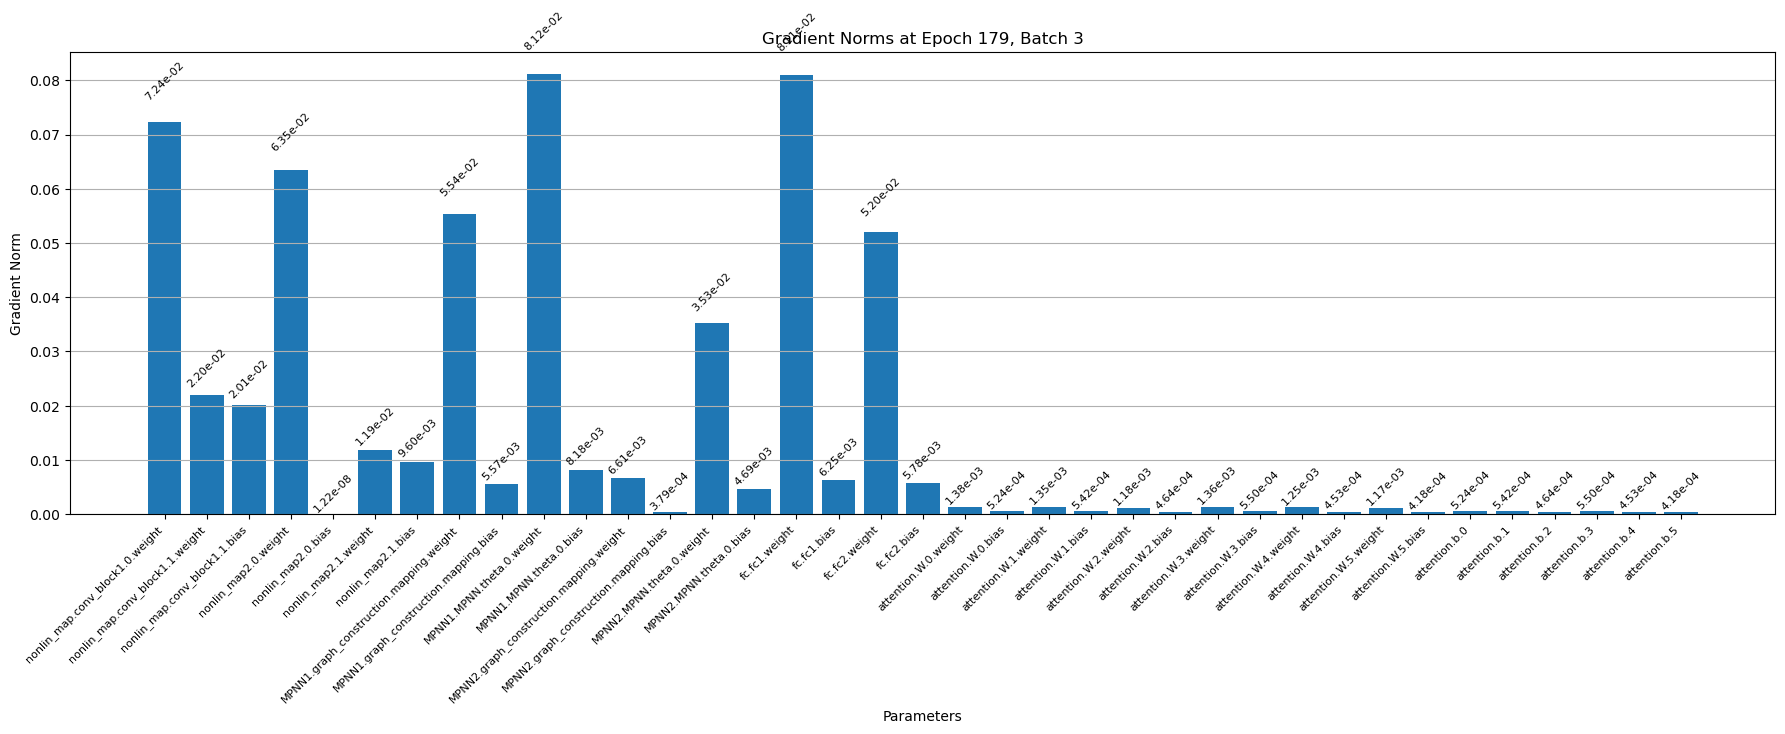 Gradient Norms at Epoch 179, Batch 3
Gradient Norm
0.08
0.07
0.06
0.05
0.04
0.03
0.02
0.01
0.00
7.24e-02
2.20e-02
2.01e-02
6.35e-02
1.22e-08
1.19e-02
9.60e-03
5.54e-02
5.57e-03
8.12e-02
8.18e-03
6.61e-03
3.79e-04
3.53e-02
4.69e-03
6.25e-03
5.20e-02
5.78e-03
1.38e-03
5.24e-04
1.35e-03
5.42e-04
1.18e-03
4.64e-04
1.36e-03
5.50e-04
1.25e-03
4.53e-04
1.17e-03
4.18e-04
5.24e-04
5.42e-04
4.64e-04
5.50e-04
4.53e-04
4.18e-04
nonlin_map.conv_block1.0.weight
nonlin_map.conv_block1.1.weight
nonlin_map.conv_block1.1.bias
nonlin_map2.0.weight
nonlin_map2.0.bias
nonlin_map2.1.weight
nonlin_map2.1.bias
MPNN1.graph_construction.mapping.weight
MPNN1.graph_construction.mapping.bias
MPNN1.MPNN.theta.0.weight
MPNN1.MPNN.theta.0.bias
MPNN2.graph_construction.mapping.weight
MPNN2.graph_construction.mapping.bias
MPNN2.MPNN.theta.0.weight
MPNN2.MPNN.theta.0.bias
fc.fc1.weight
fc.fc1.bias
fc.fc2.weight
fc.fc2.bias
attention.W.0.weight
attention.W.0.bias
attention.W.1.weight
attention.W.1.bias
attention.W.2.weight
attention.W.2.bias
attention.W.3.weight
attention.W.3.bias
attention.W.4.weight
attention.W.4.bias
attention.W.5.weight
attention.W.5.bias
attention.b.0
attention.b.1
attention.b.2
attention.b.3
attention.b.4
attention.b.5
Parameters